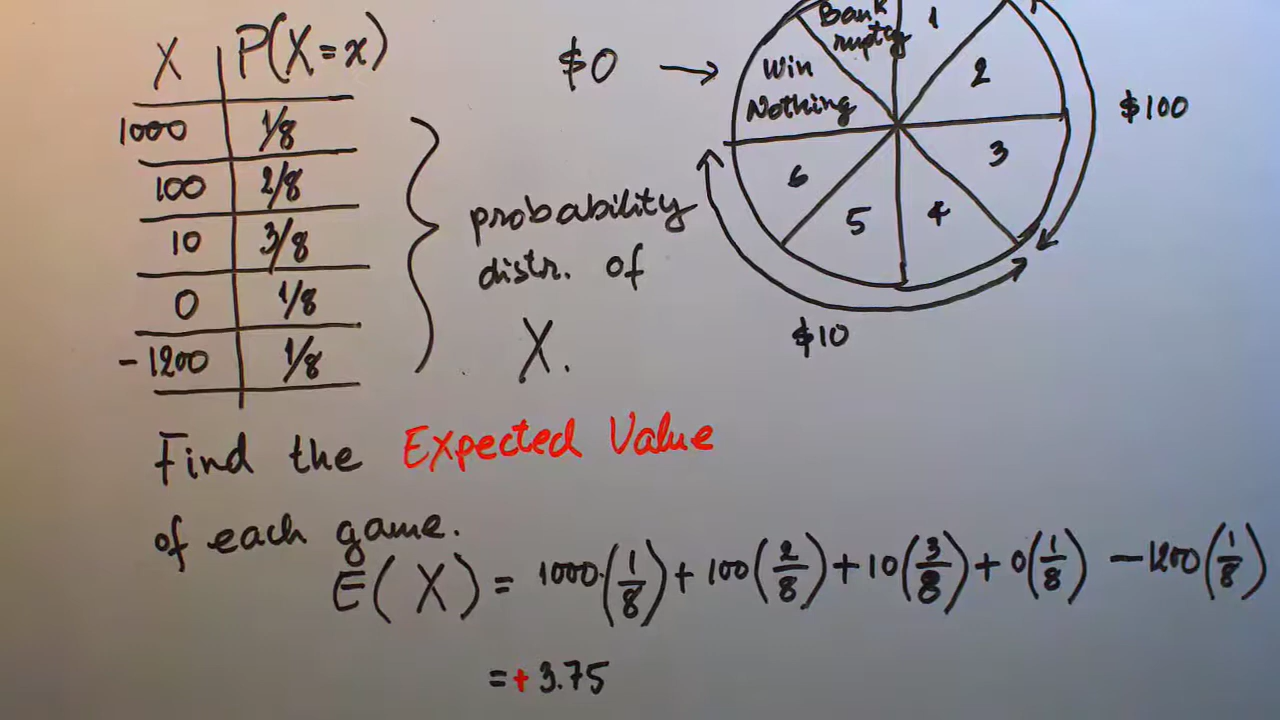 X P(X=x)
1000 1/8
100 2/8
10 3/8
0 1/8
-1200 1/8
probability
distr. of
X.
$0
Bank
ruptcy
1
Win
Nothing
2
3
4
5
6
$100
$10
Find the Expected Value
of each game.
E(X) = 1000·(1/8) + 100(2/8) + 10(3/8) + 0(1/8) - 1200(1/8)
= + 3.75